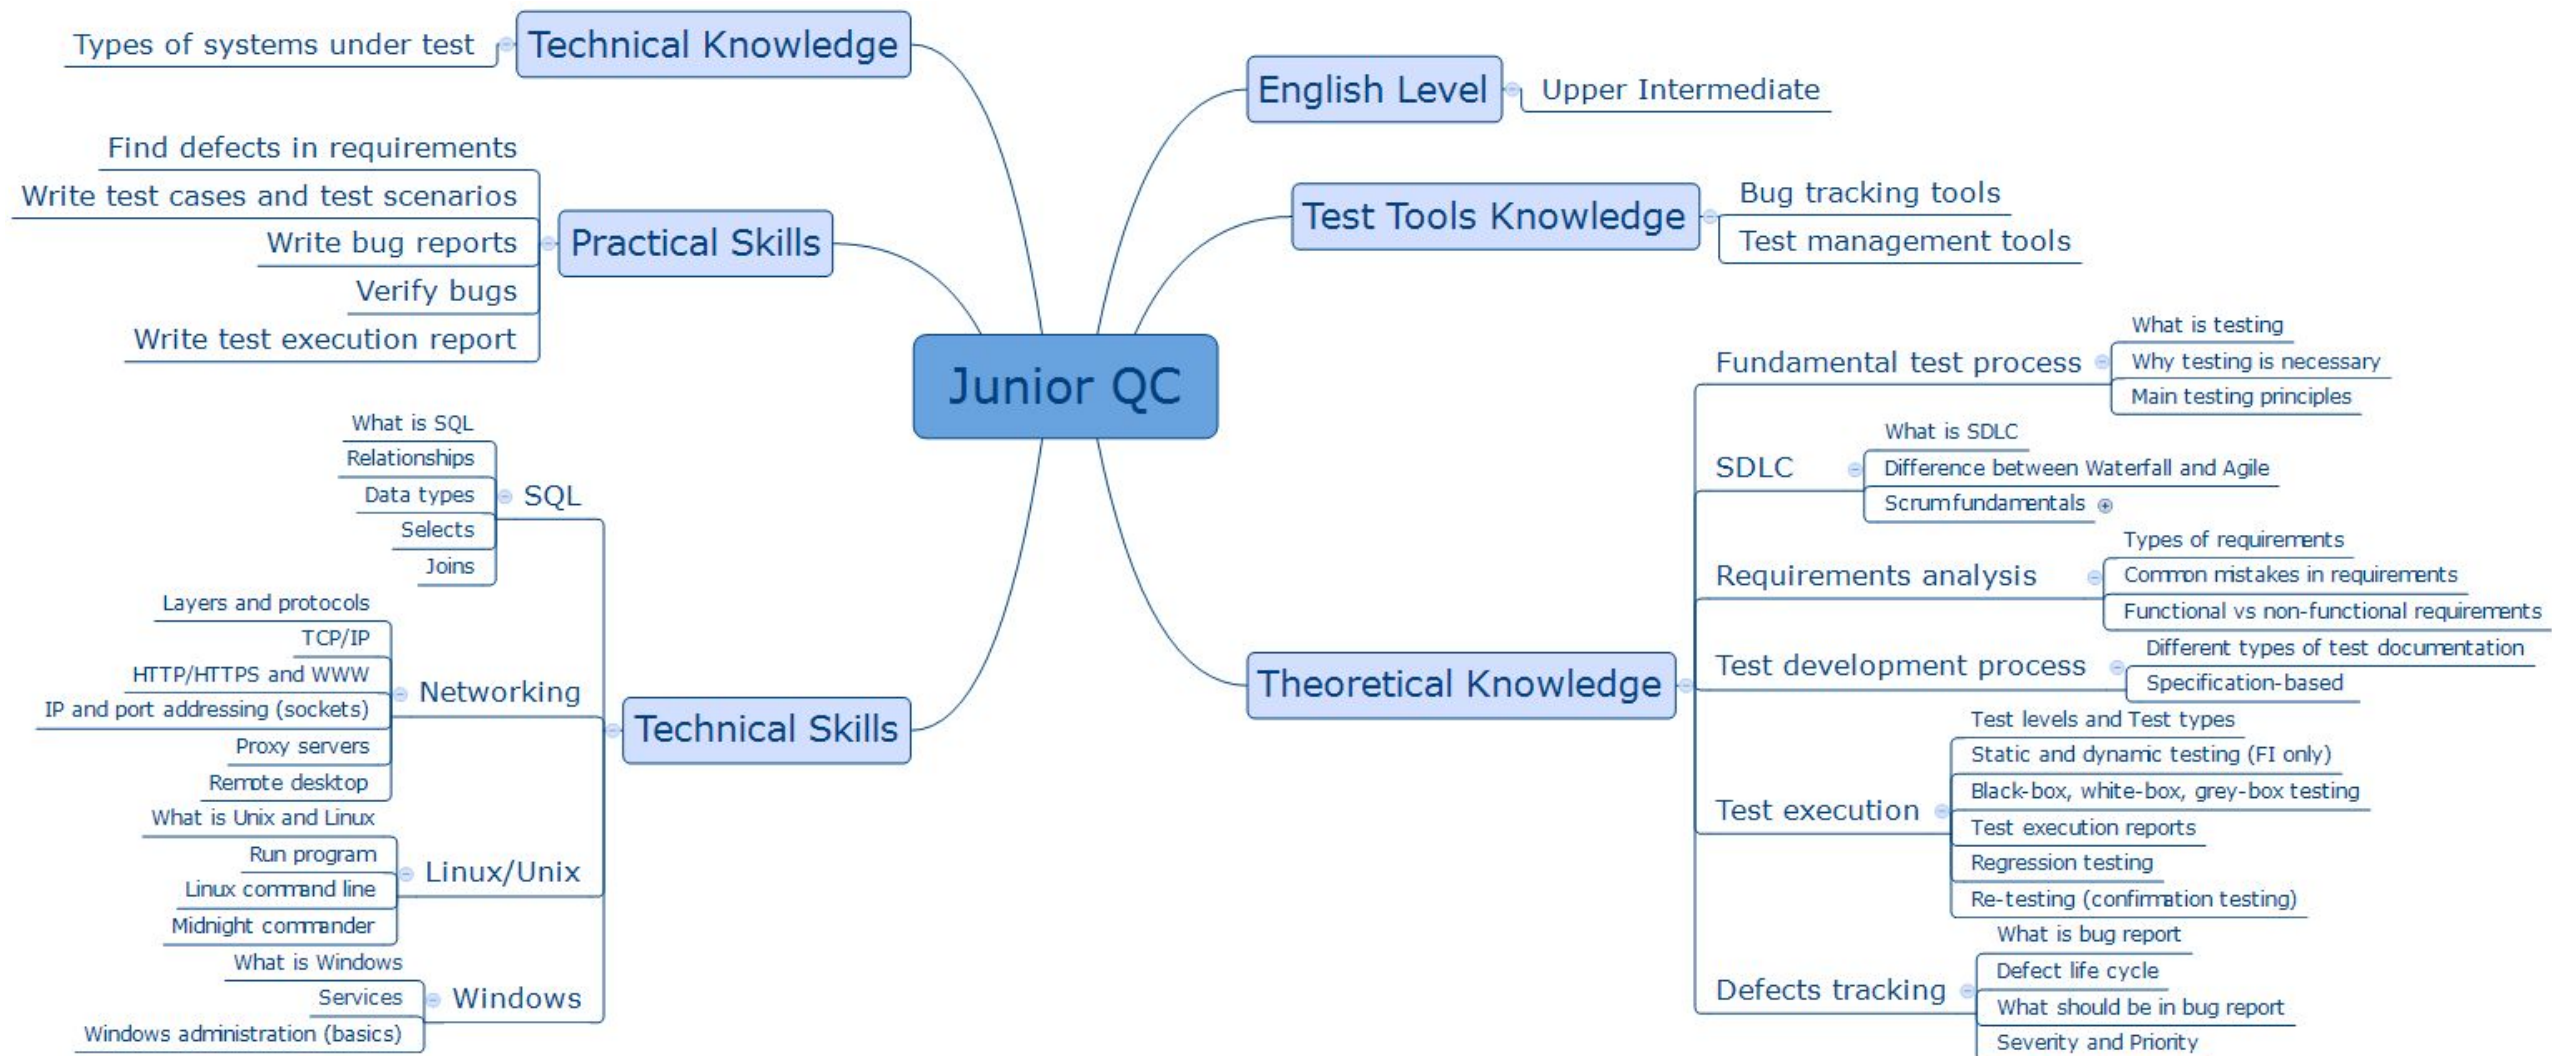 Junior QC
Technical Knowledge
Types of systems under test
Practical Skills
Find defects in requirements
Write test cases and test scenarios
Write bug reports
Verify bugs
Write test execution report
Technical Skills
SQL
What is SQL
Relationships
Data types
Selects
Joins
Networking
Layers and protocols
TCP/IP
HTTP/HTTPS and WWW
IP and port addressing (sockets)
Proxy servers
Remote desktop
Linux/Unix
What is Unix and Linux
Run program
Linux command line
Midnight commander
Windows
What is Windows
Services
Windows administration (basics)
English Level
Upper Intermediate
Test Tools Knowledge
Bug tracking tools
Test management tools
Theoretical Knowledge
Fundamental test process
What is testing
Why testing is necessary
Main testing principles
SDLC
What is SDLC
Difference between Waterfall and Agile
Scrum fundamentals
Requirements analysis
Types of requirements
Common mistakes in requirements
Functional vs non-functional requirements
Test development process
Different types of test documentation
Specification-based
Test execution
Test levels and Test types
Static and dynamic testing (FI only)
Black-box, white-box, grey-box testing
Test execution reports
Regression testing
Re-testing (confirmation testing)
Defects tracking
What is bug report
Defect life cycle
What should be in bug report
Severity and Priority